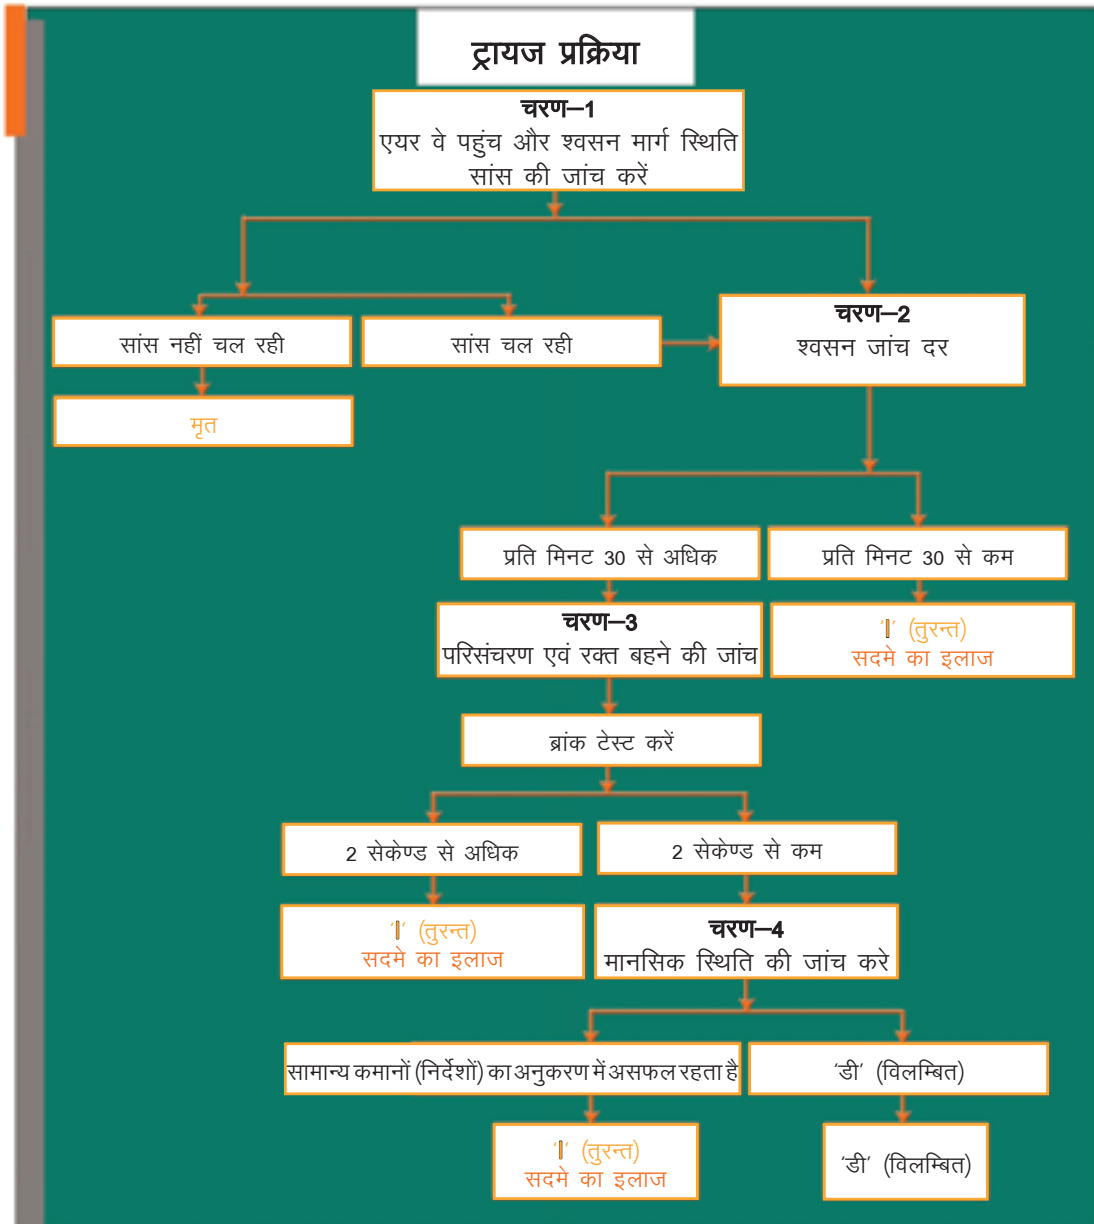 ट्रायज प्रक्रिया
चरण–1
एयर वे पहुंच और श्वसन मार्ग स्थिति
सांस की जांच करें
सांस नहीं चल रही
सांस चल रही
चरण–2
श्वसन जांच दर
मृत
प्रति मिनट 30 से अधिक
प्रति मिनट 30 से कम
चरण–3
परिसंचरण एवं रक्त बहने की जांच
'I' (तुरन्त)
सदमे का इलाज
ब्रांक टेस्ट करें
2 सेकेण्ड से अधिक
2 सेकेण्ड से कम
'I' (तुरन्त)
सदमे का इलाज
चरण–4
मानसिक स्थिति की जांच करे
सामान्य कमानों (निर्देशों) का अनुकरण में असफल रहता है
'डी' (विलम्बित)
'I' (तुरन्त)
सदमे का इलाज
'डी' (विलम्बित)